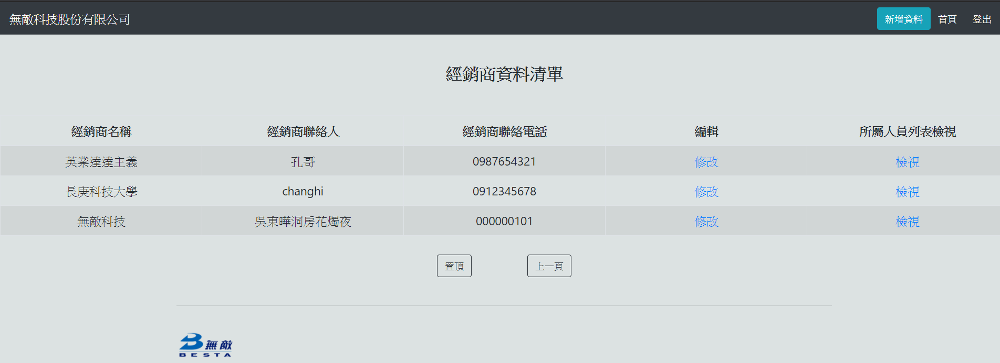 無敵科技股份有限公司 新增資料 首頁 登出
經銷商資料清單
經銷商名稱 經銷商聯絡人 經銷商聯絡電話 編輯 所屬人員列表檢視
英業達達主義 孔哥 0987654321 修改 檢視
長庚科技大學 changhi 0912345678 修改 檢視
無敵科技 吳東曄洞房花燭夜 000000101 修改 檢視
置頂 上一頁
無敵
BESTA